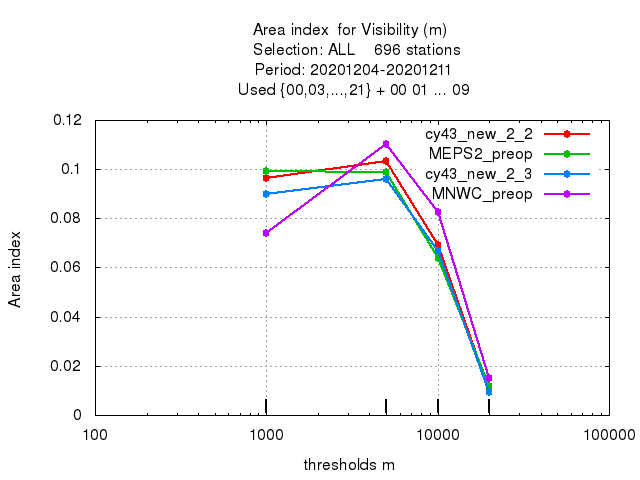 Area index  for Visibility (m)
Selection: ALL    696 stations
Period: 20201204-20201211
Used {00,03,...,21} + 00 01 ... 09
cy43_new_2_2
MEPS2_preop
cy43_new_2_3
MNWC_preop
0.12
0.1
0.08
0.06
0.04
0.02
0
Area index
100
1000
10000
100000
thresholds m